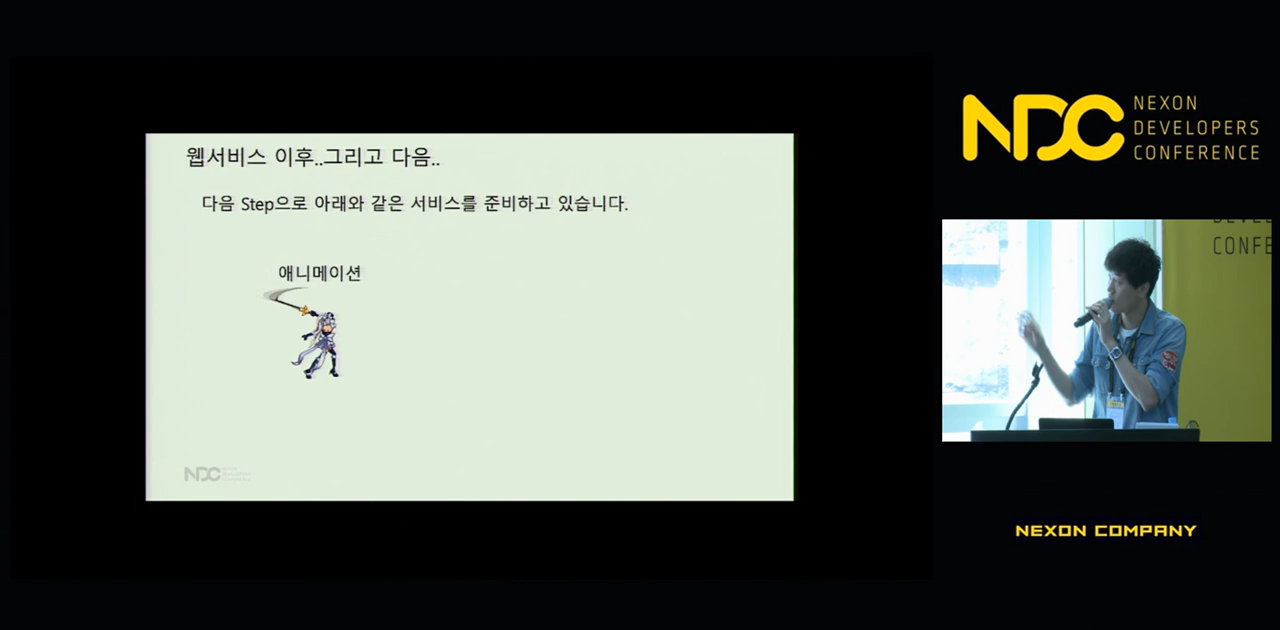 웹서비스 이후..그리고 다음..
다음 Step으로 아래와 같은 서비스를 준비하고 있습니다.
애니메이션
NDC
NDC
NEXON
DEVELOPERS
CONFERENCE
CONFE
NEXON COMPANY